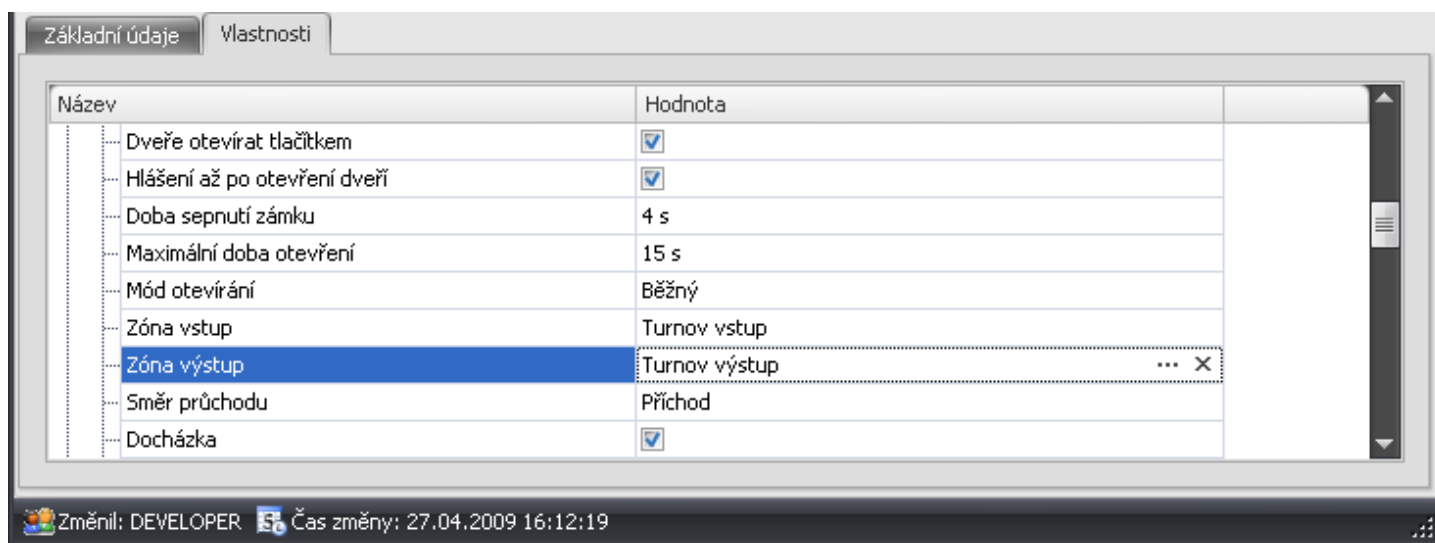 Základní údaje Vlastnosti
Název Hodnota
Dveře otevírat tlačítkem
Hlášení až po otevření dveří
Doba sepnutí zámku 4 s
Maximální doba otevření 15 s
Mód otevírání Běžný
Zóna vstup Turnov vstup
Zóna výstup Turnov výstup
Směr průchodu Příchod
Docházka
Změnil: DEVELOPER Čas změny: 27.04.2009 16:12:19